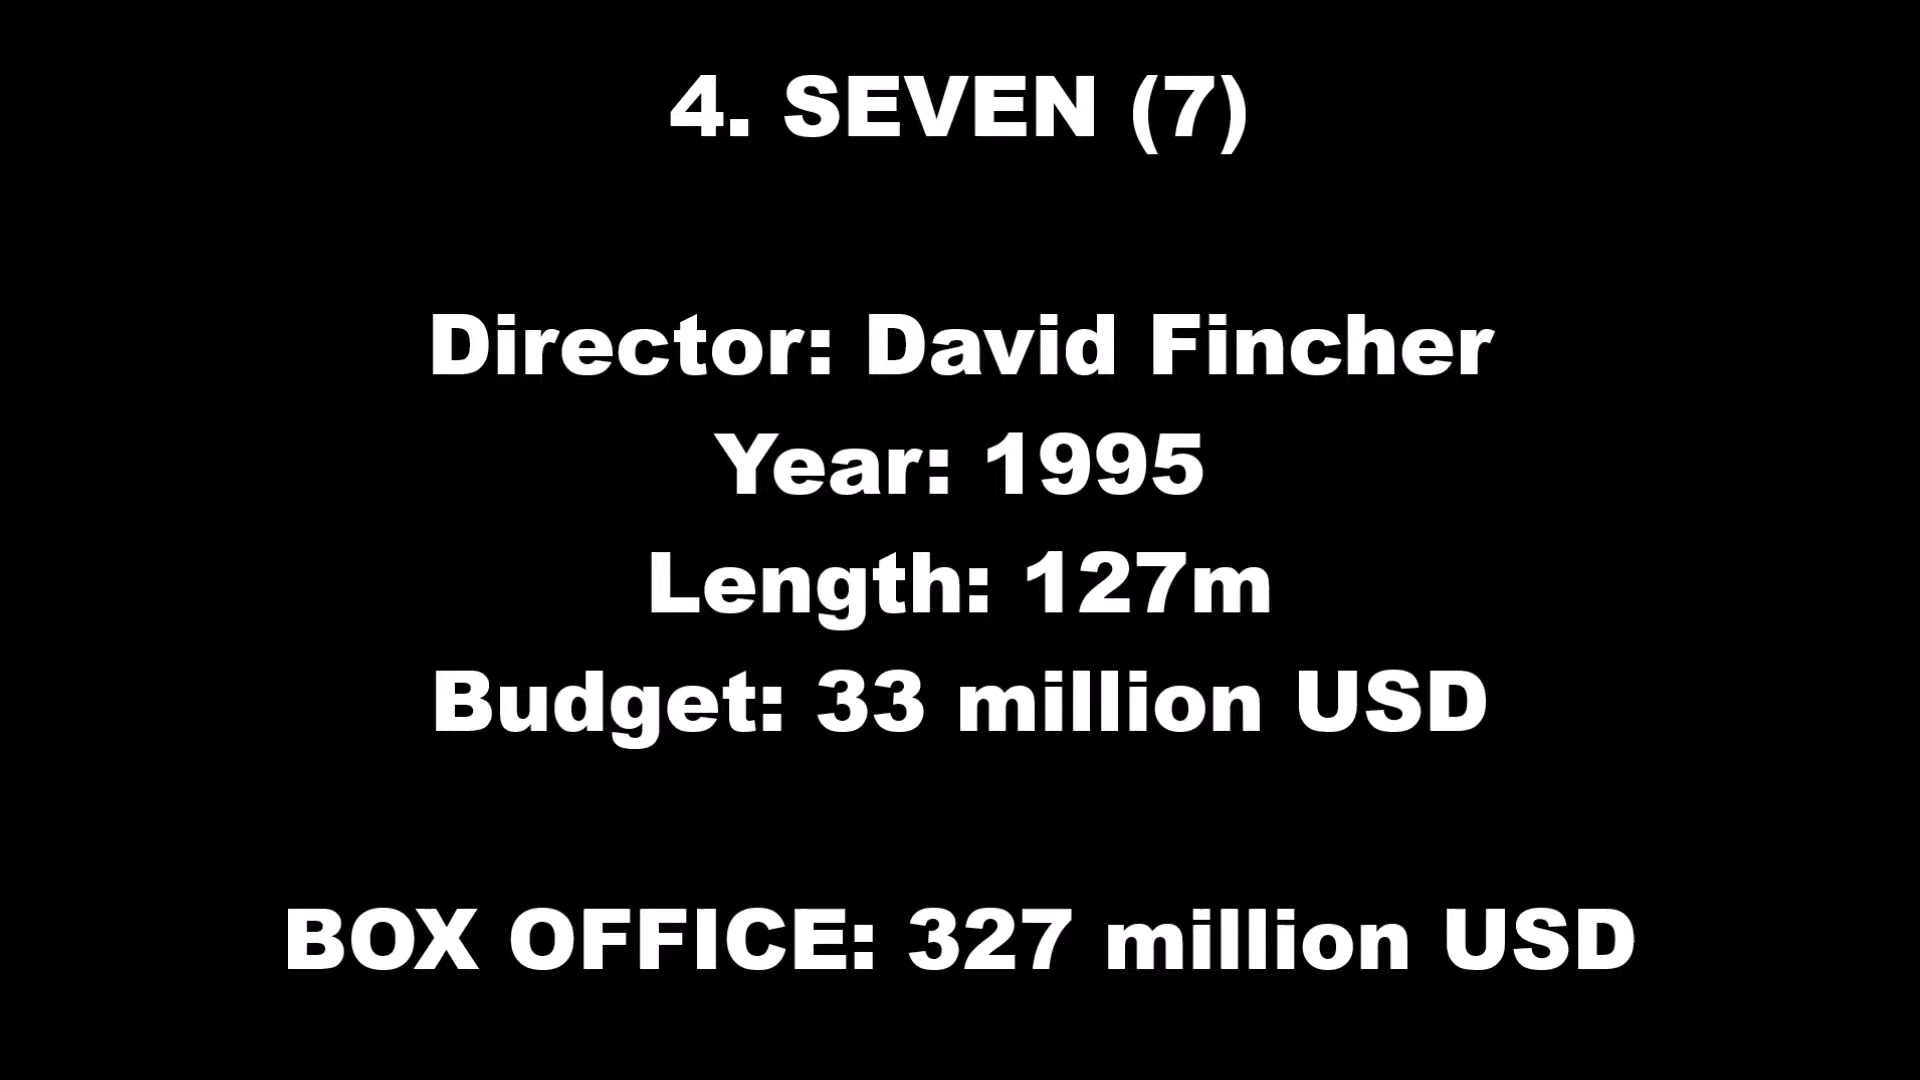 4. SEVEN (7)
Director: David Fincher
Year: 1995
Length: 127m
Budget: 33 million USD
BOX OFFICE: 327 million USD